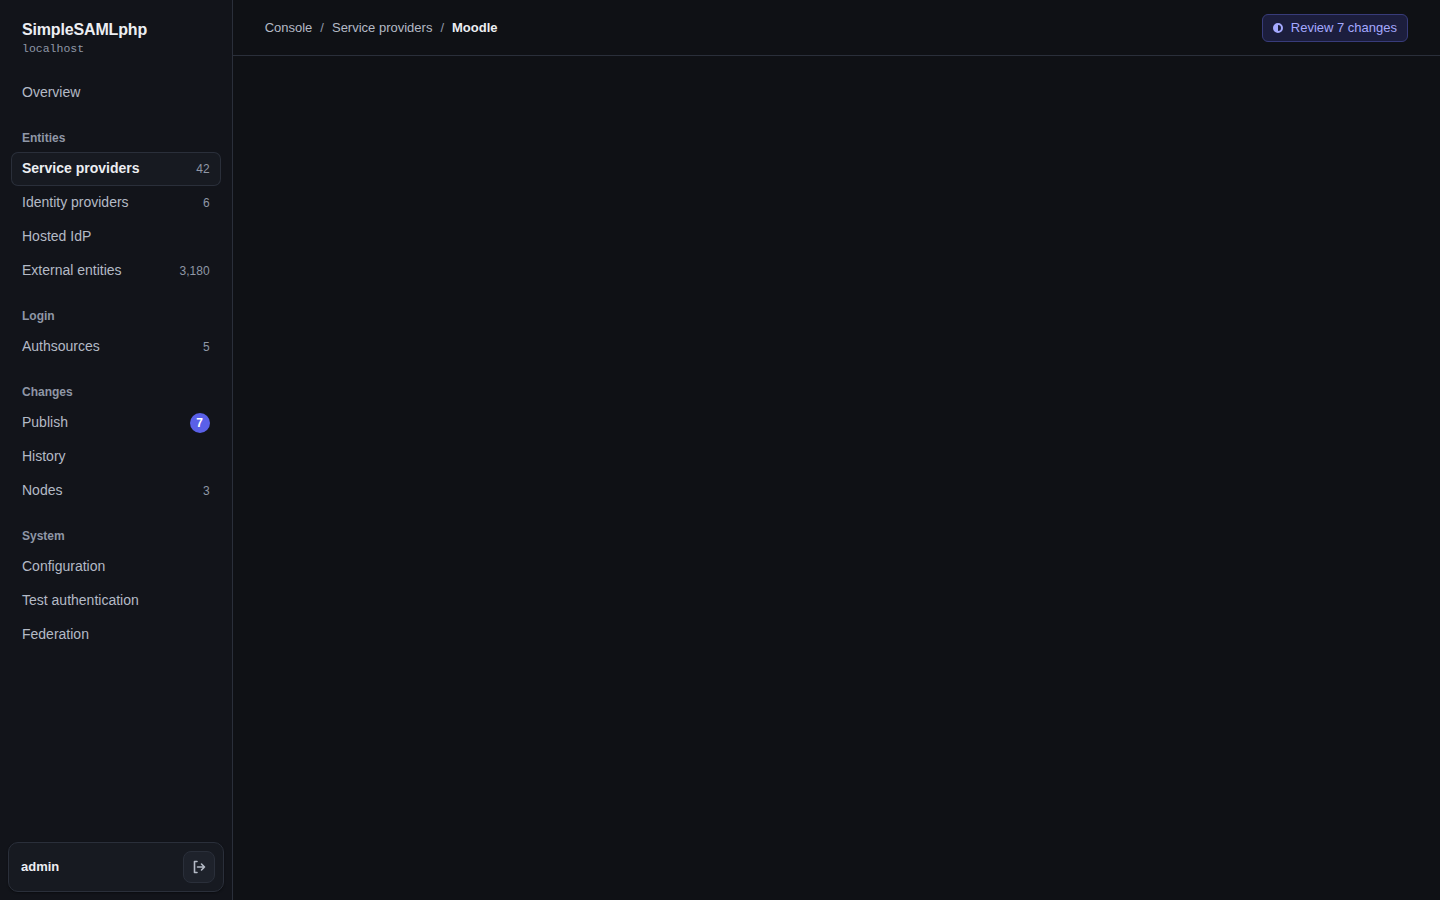 SimpleSAMLphp
localhost
Overview
Entities
Service providers 42
Identity providers 6
Hosted IdP
External entities 3,180
Login
Authsources 5
Changes
Publish 7
History
Nodes 3
System
Configuration
Test authentication
Federation
admin
Console / Service providers / Moodle
Review 7 changes